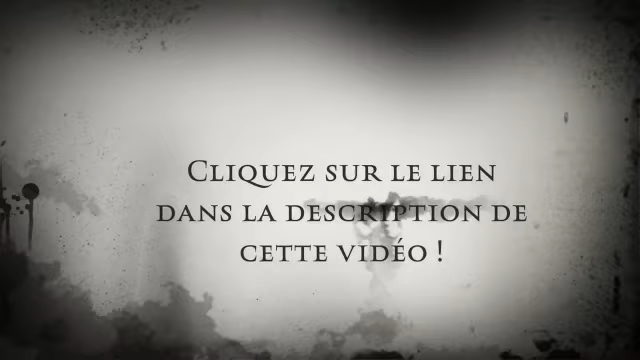 Cliquez sur le lien
dans la description de
cette vidéo !